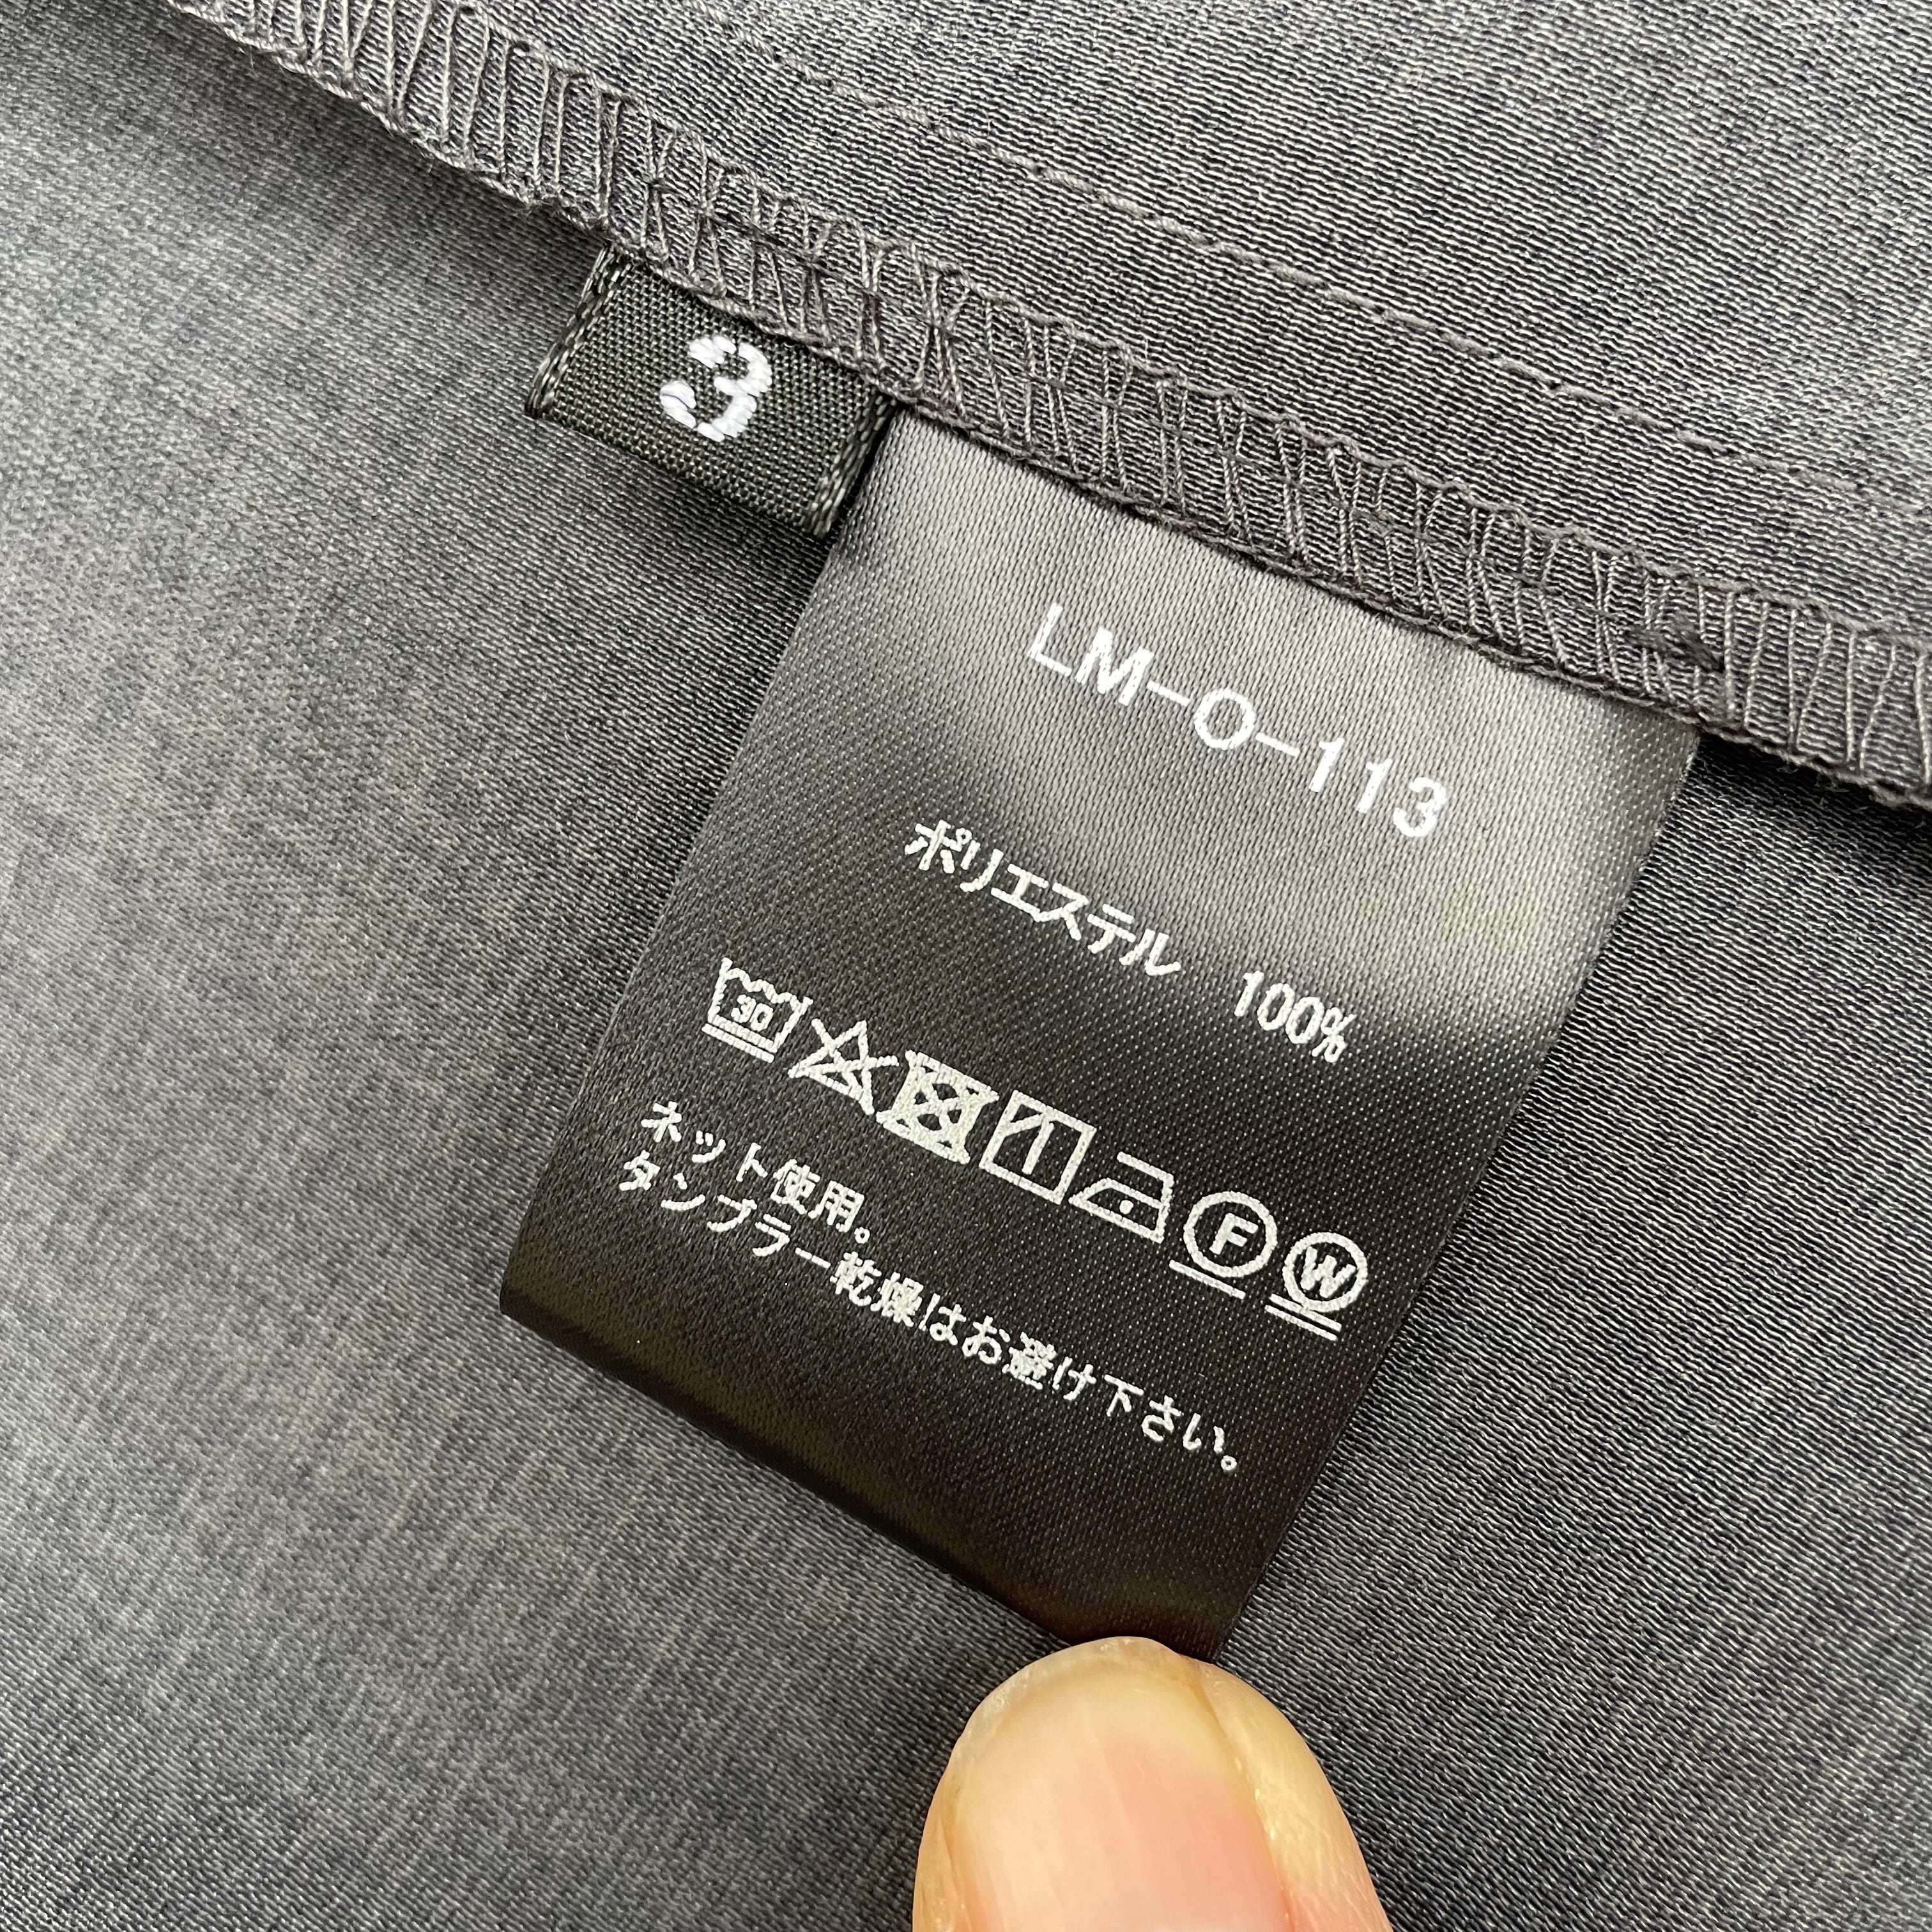 3
LM-O-113
ポリエステル 100%
30
F W
ネット使用。
タンブラー乾燥はお避け下さい。